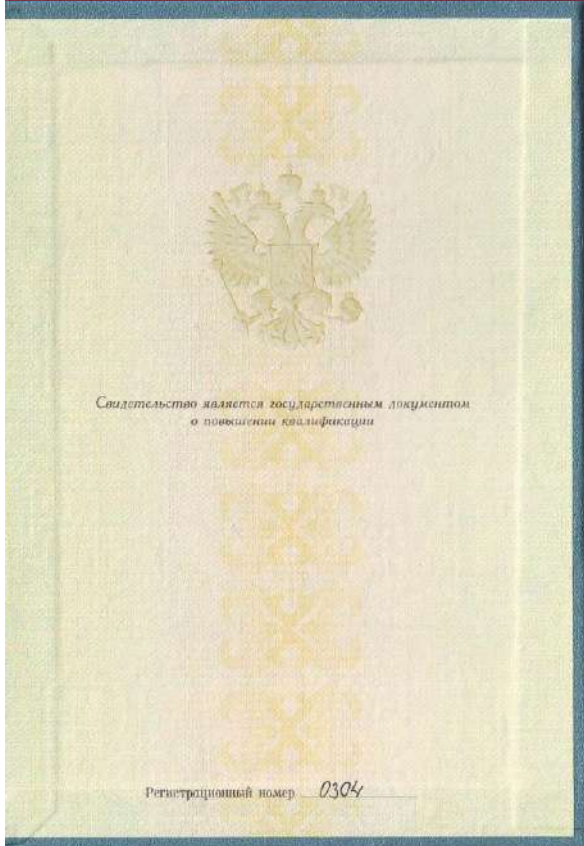 Свидетельство является государственным документом
о повышении квалификации
Регистрационный номер 0304